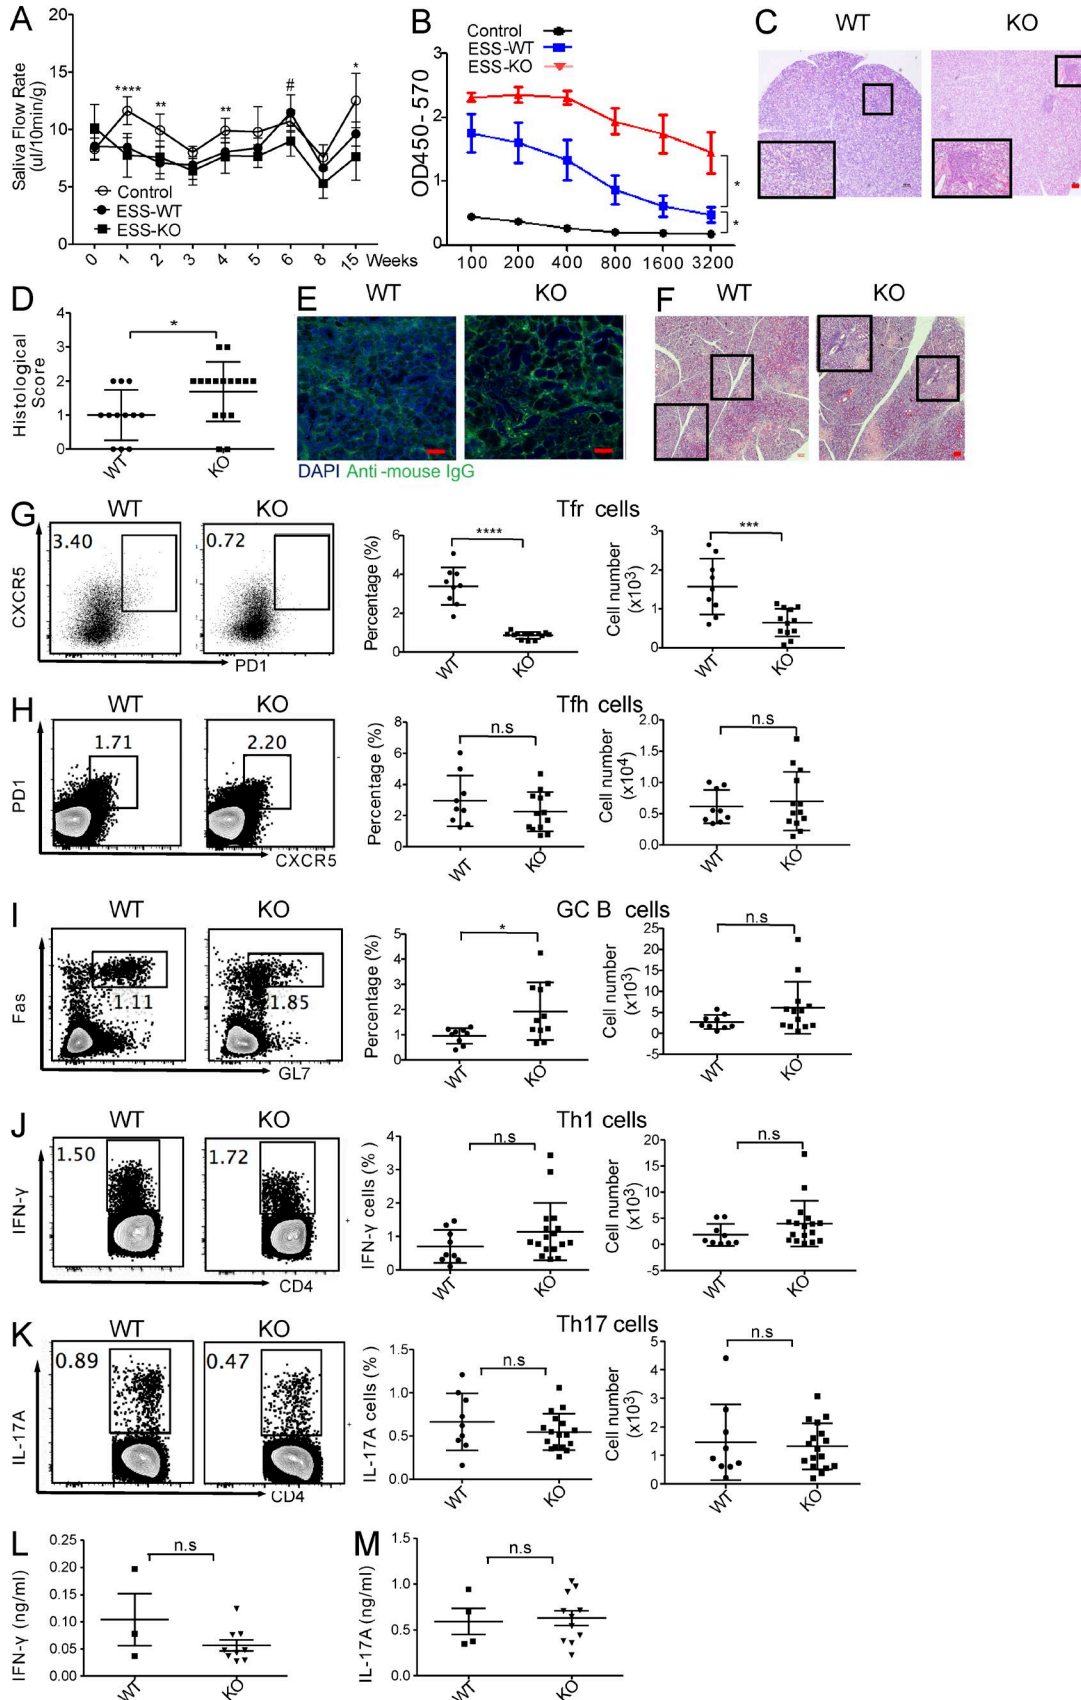 A
Saliva Flow Rate
(ul/10min/g)
20
15
10
5
0
****
**
**
#
*
Control
ESS-WT
ESS-KO
0 1 2 3 4 5 6 8 15 Weeks
B
OD450-570
3
2
1
0
Control
ESS-WT
ESS-KO
*
*
100 200 400 800 1600 3200
C
WT KO
D
Histological
Score
4
3
2
1
0
*
WT KO
E
WT KO
DAPI Anti-mouse IgG
F
WT KO
G
WT KO
3.40 0.72
CXCR5
PD1
Tfr cells
Percentage (%)
6
4
2
0
****
WT KO
Cell number
(x10³)
3
2
1
0
***
WT KO
H
WT KO
1.71 2.20
PD1
CXCR5
Tfh cells
Percentage (%)
8
6
4
2
0
n.s
WT KO
Cell number
(x10⁴)
2.0
1.5
1.0
0.5
0.0
n.s
WT KO
I
WT KO
1.11 1.85
Fas
GL7
GC B cells
Percentage (%)
5
4
3
2
1
0
*
WT KO
Cell number
(x10³)
25
20
15
10
5
0
-5
n.s
WT KO
J
WT KO
1.50 1.72
IFN-γ
CD4
Th1 cells
IFN-γ cells (%)
4
3
2
1
0
n.s
WT KO
Cell number
(x10³)
20
15
10
5
0
-5
n.s
WT KO
K
WT KO
0.89 0.47
IL-17A
CD4
Th17 cells
IL-17A cells (%)
1.5
1.0
0.5
0.0
n.s
WT KO
Cell number
(x10³)
5
4
3
2
1
0
n.s
WT KO
L
IFN-γ (ng/ml)
0.25
0.20
0.15
0.10
0.05
0.00
n.s
WT KO
M
IL-17A (ng/ml)
1.5
1.0
0.5
0.0
n.s
WT KO